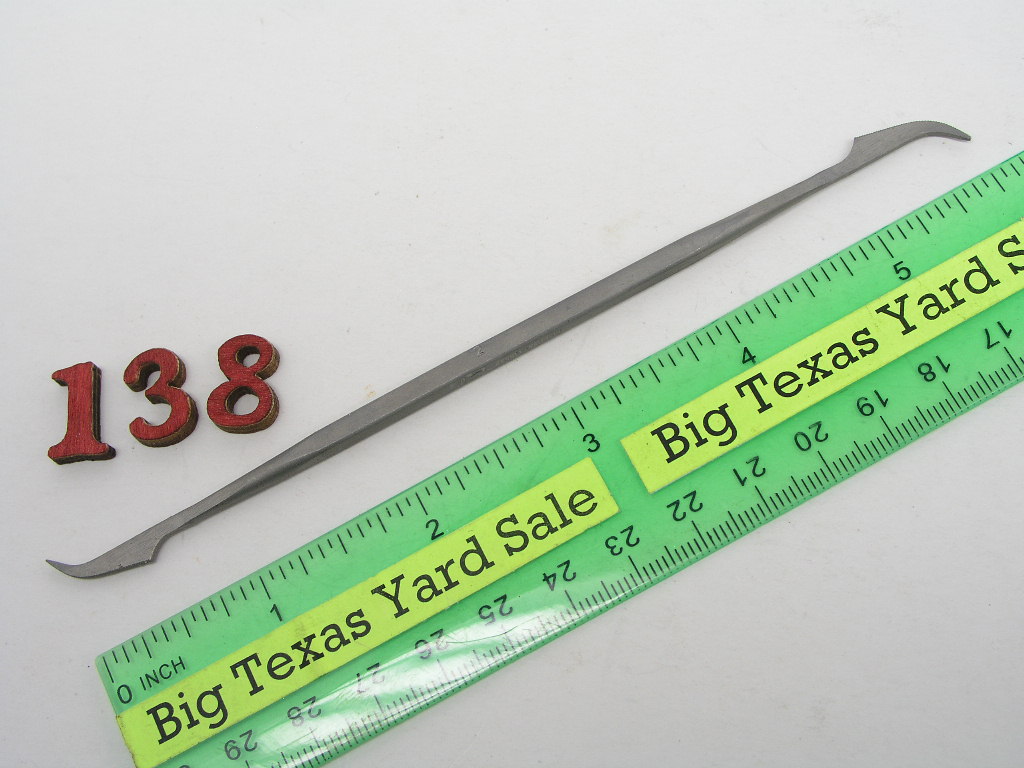 138
0 INCH 1 2 3 4 5
Big Texas Yard Sale
Big Texas Yard S
29 28 27 26 25 24 23 22 21 20 19 18 17